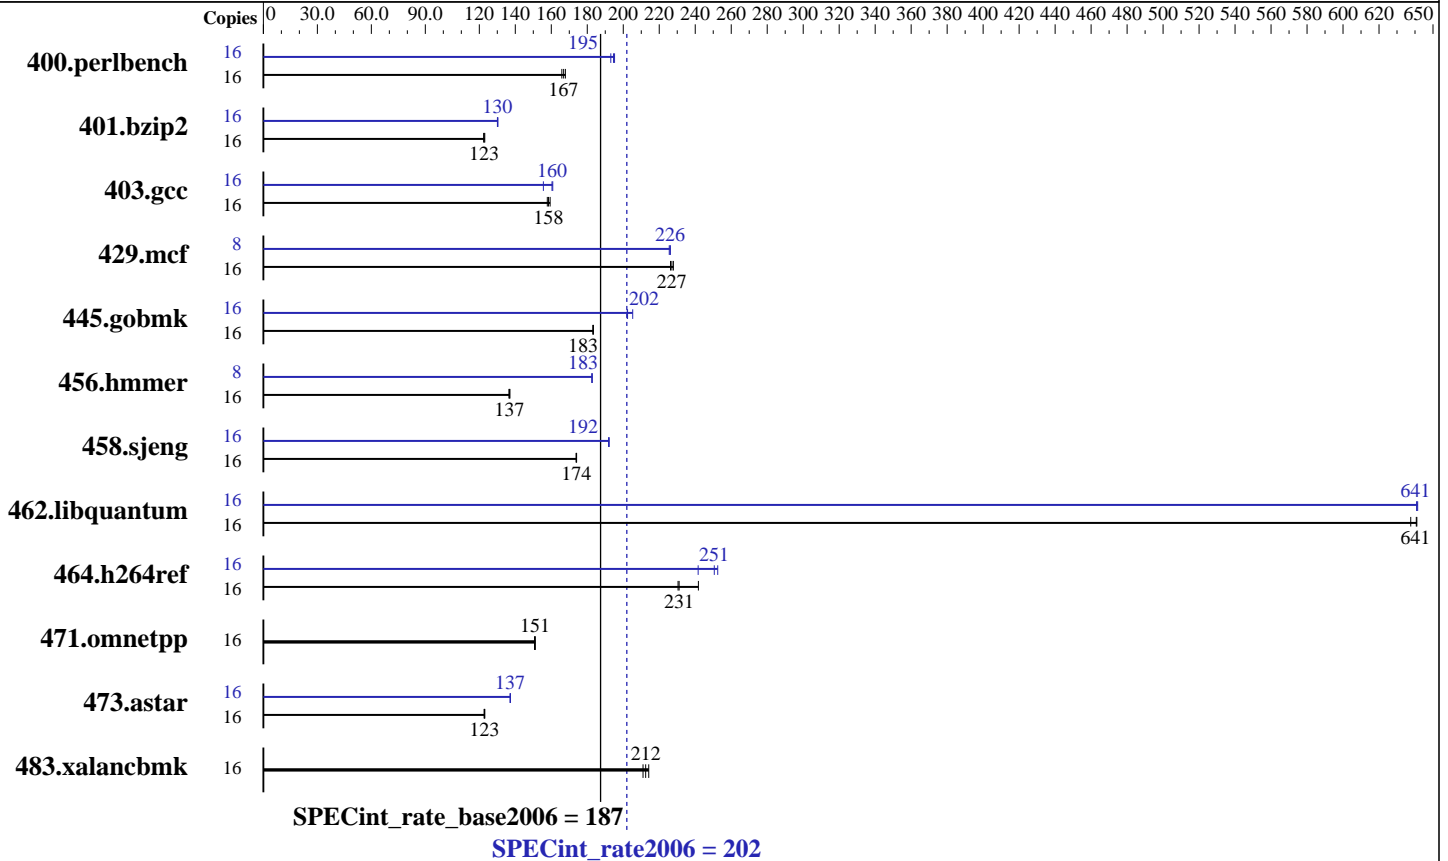 Copies 0 30.0 60.0 90.0 120 140 160 180 200 220 240 260 280 300 320 340 360 380 400 420 440 460 480 500 520 540 560 580 600 620 650
400.perlbench 16 195
16 167
401.bzip2 16 130
16 123
403.gcc 16 160
16 158
429.mcf 8 226
16 227
445.gobmk 16 202
16 183
456.hmmer 8 183
16 137
458.sjeng 16 192
16 174
462.libquantum 16 641
16 641
464.h264ref 16 251
16 231
471.omnetpp 16 151
473.astar 16 137
16 123
483.xalancbmk 16 212
SPECint_rate_base2006 = 187
SPECint_rate2006 = 202